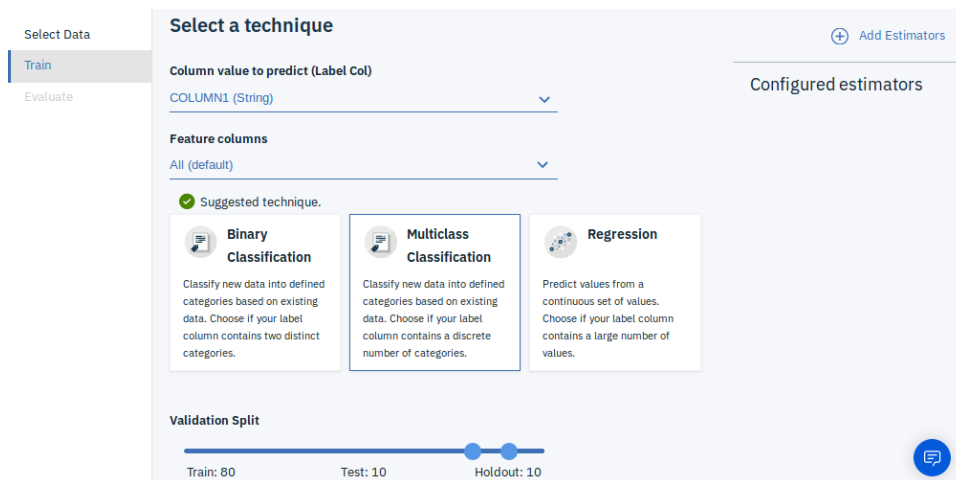 Select Data
Train
Evaluate
Select a technique
Column value to predict (Label Col)
COLUMN1 (String)
Feature columns
All (default)
Suggested technique.
Binary
Classification
Classify new data into defined
categories based on existing
data. Choose if your label
column contains two distinct
categories.
Multiclass
Classification
Classify new data into defined
categories based on existing
data. Choose if your label
column contains a discrete
number of categories.
Regression
Predict values from a
continuous set of values.
Choose if your label column
contains a large number of
values.
Validation Split
Train: 80
Test: 10
Holdout: 10
Add Estimators
Configured estimators